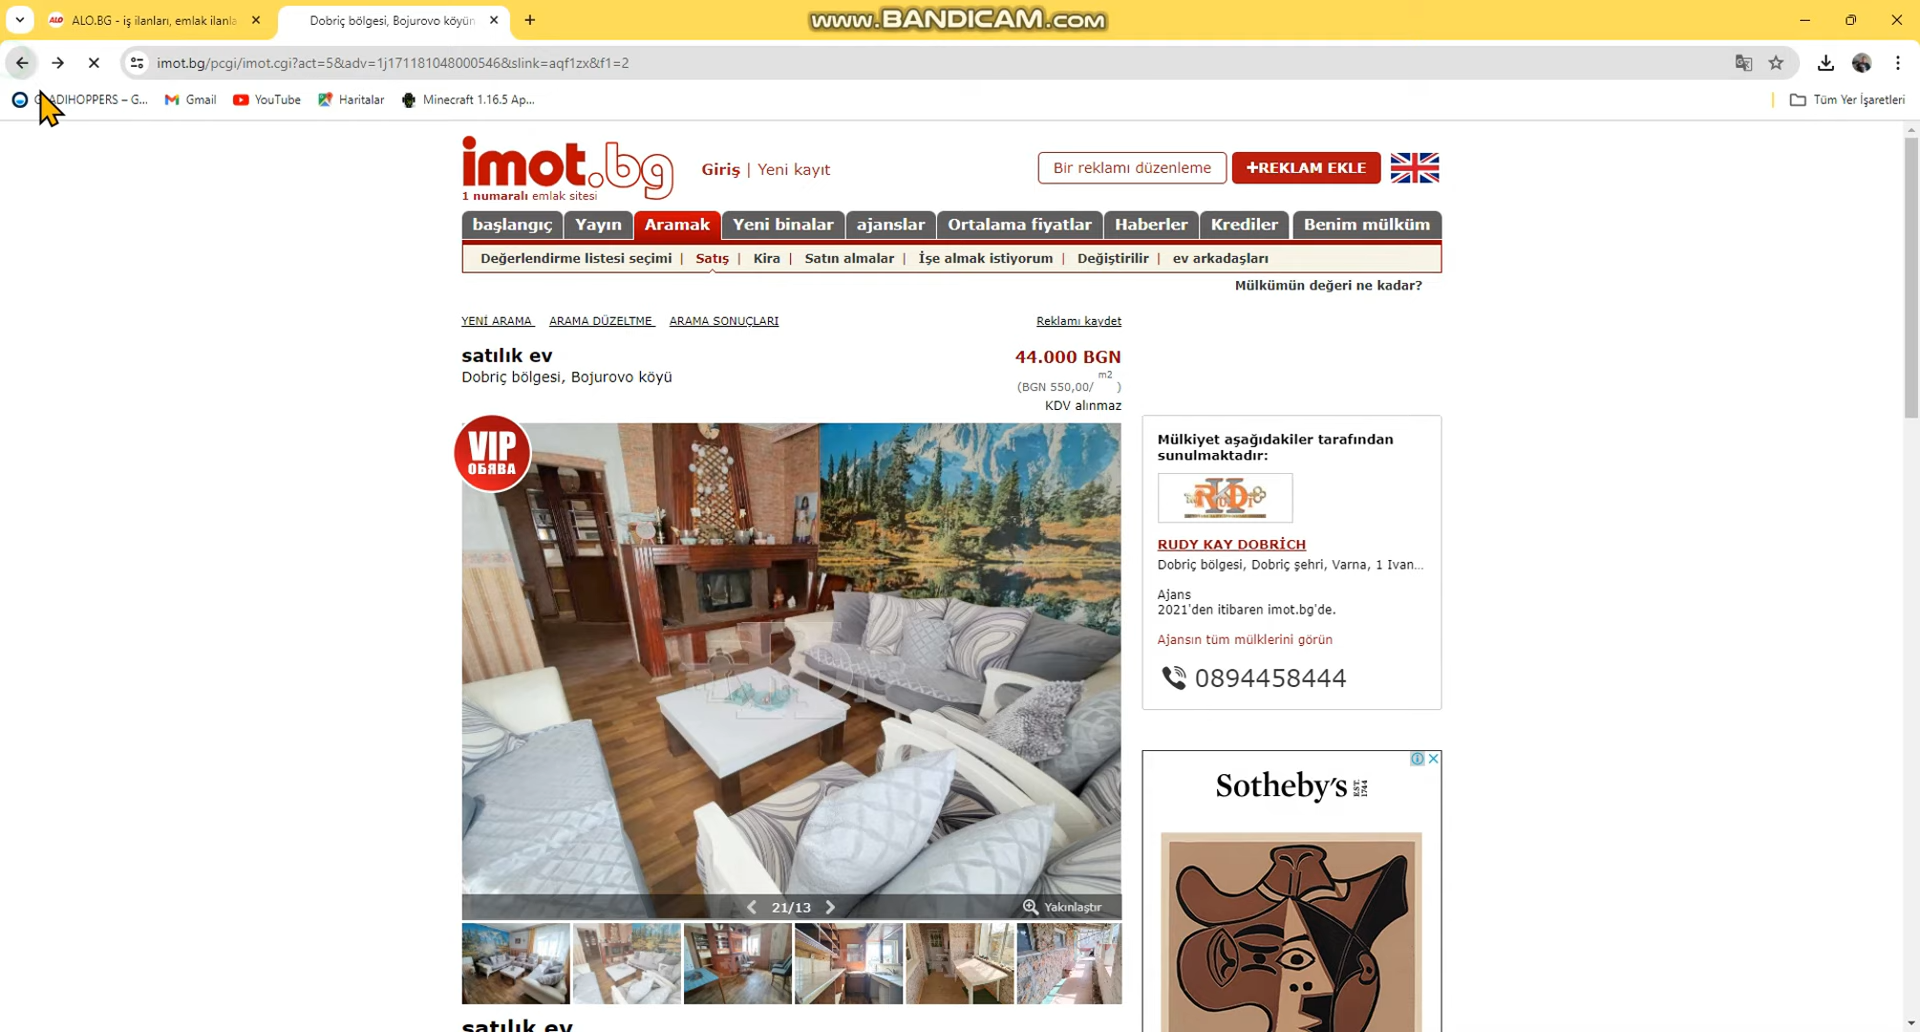 ALO.BG - iş ilanları, emlak ilanla
Dobriç bölgesi, Bojurovo köyün
www.BANDICAM.com
imot.bg/pcgi/imot.cgi?act=5&adv=1j171181048000546&slink=aqf1zx&f1=2
ADIHOPPERS – G...
Gmail
YouTube
Haritalar
Minecraft 1.16.5 Ap...
Tüm Yer İşaretleri
imot.bg
1 numaralı emlak sitesi
Giriş | Yeni kayıt
Bir reklamı düzenleme
+REKLAM EKLE
başlangıç
Yayın
Aramak
Yeni binalar
ajanslar
Ortalama fiyatlar
Haberler
Krediler
Benim mülküm
Değerlendirme listesi seçimi | Satış | Kira | Satın almalar | İşe almak istiyorum | Değiştirilir | ev arkadaşları
Mülkümün değeri ne kadar?
YENİ ARAMA
ARAMA DÜZELTME
ARAMA SONUÇLARI
Reklamı kaydet
satılık ev
Dobriç bölgesi, Bojurovo köyü
44.000 BGN
(BGN 550,00/ m2 )
KDV alınmaz
VIP
ОБЯВА
21/13
Yakınlaştır
satılık ev
Mülkiyet aşağıdakiler tarafından
sunulmaktadır:
RUDY KAY DOBRİCH
Dobriç bölgesi, Dobriç şehri, Varna, 1 Ivan...
Ajans
2021'den itibaren imot.bg'de.
Ajansın tüm mülklerini görün
0894458444
Sotheby's EST. 1744